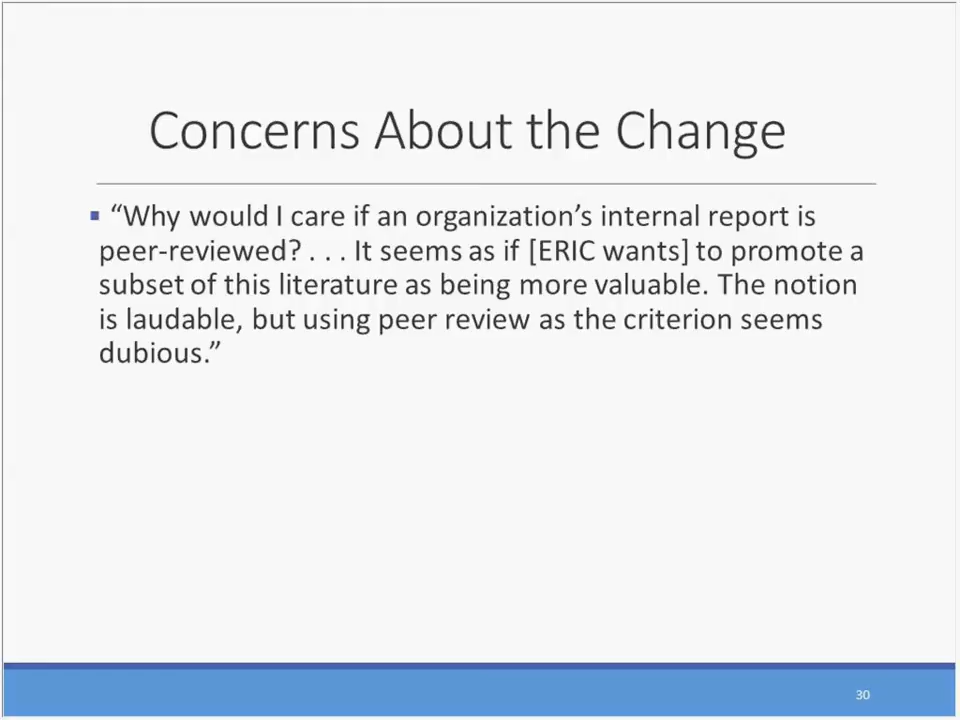 Concerns About the Change
▪ “Why would I care if an organization’s internal report is
peer-reviewed? . . . It seems as if [ERIC wants] to promote a
subset of this literature as being more valuable. The notion
is laudable, but using peer review as the criterion seems
dubious.”
30